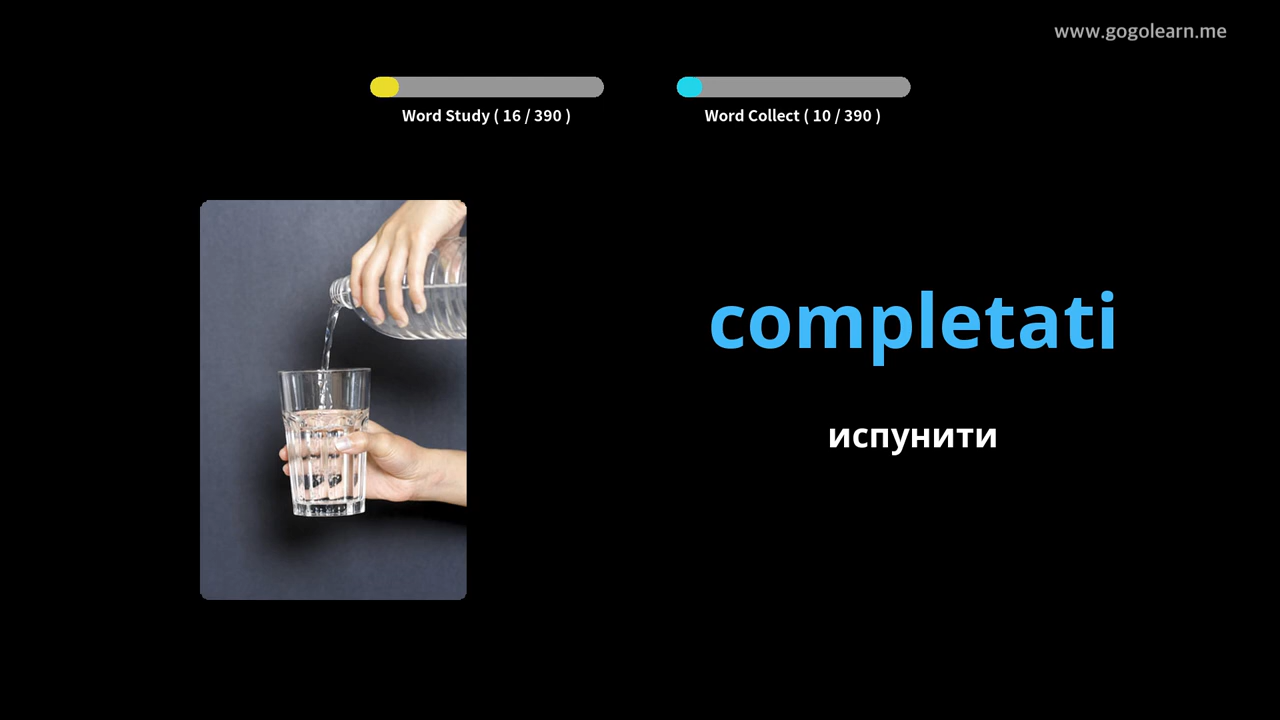 www.gogolearn.me
Word Study ( 16 / 390 )
Word Collect ( 10 / 390 )
completati
испунити